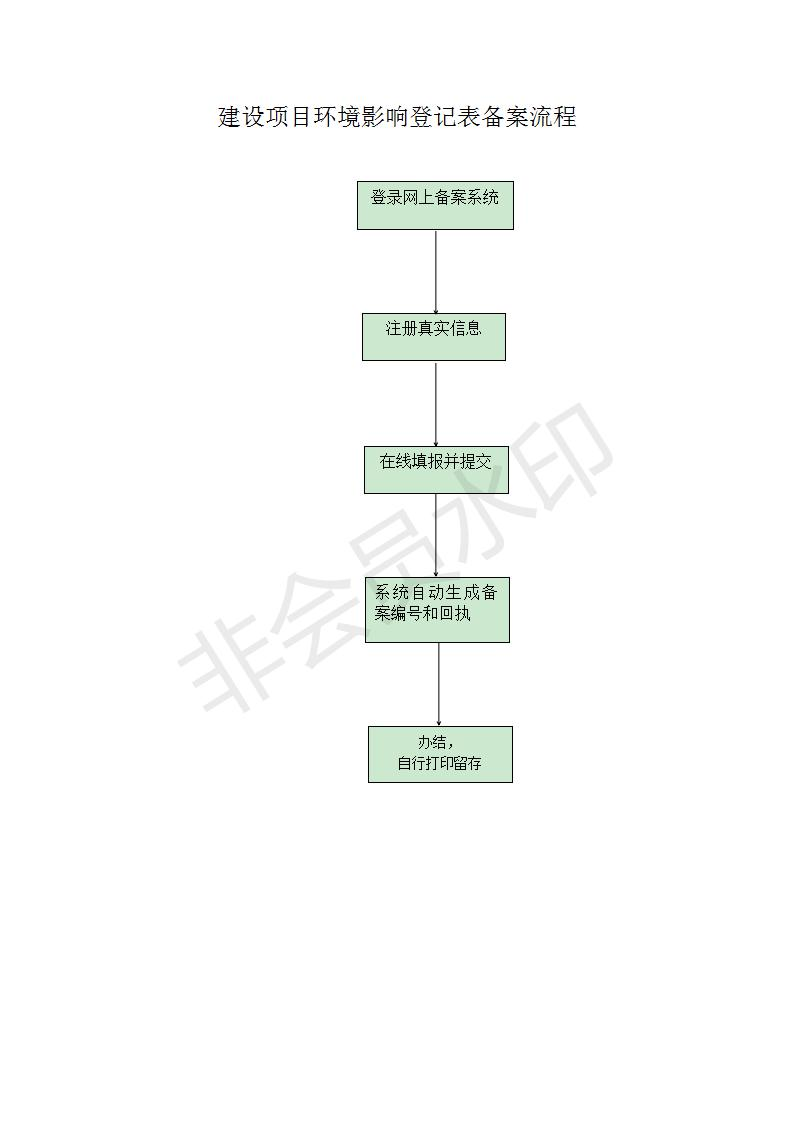 建设项目环境影响登记表备案流程
登录网上备案系统
注册真实信息
在线填报并提交
系统自动生成备
案编号和回执
办结，
自行打印留存
非会员水印